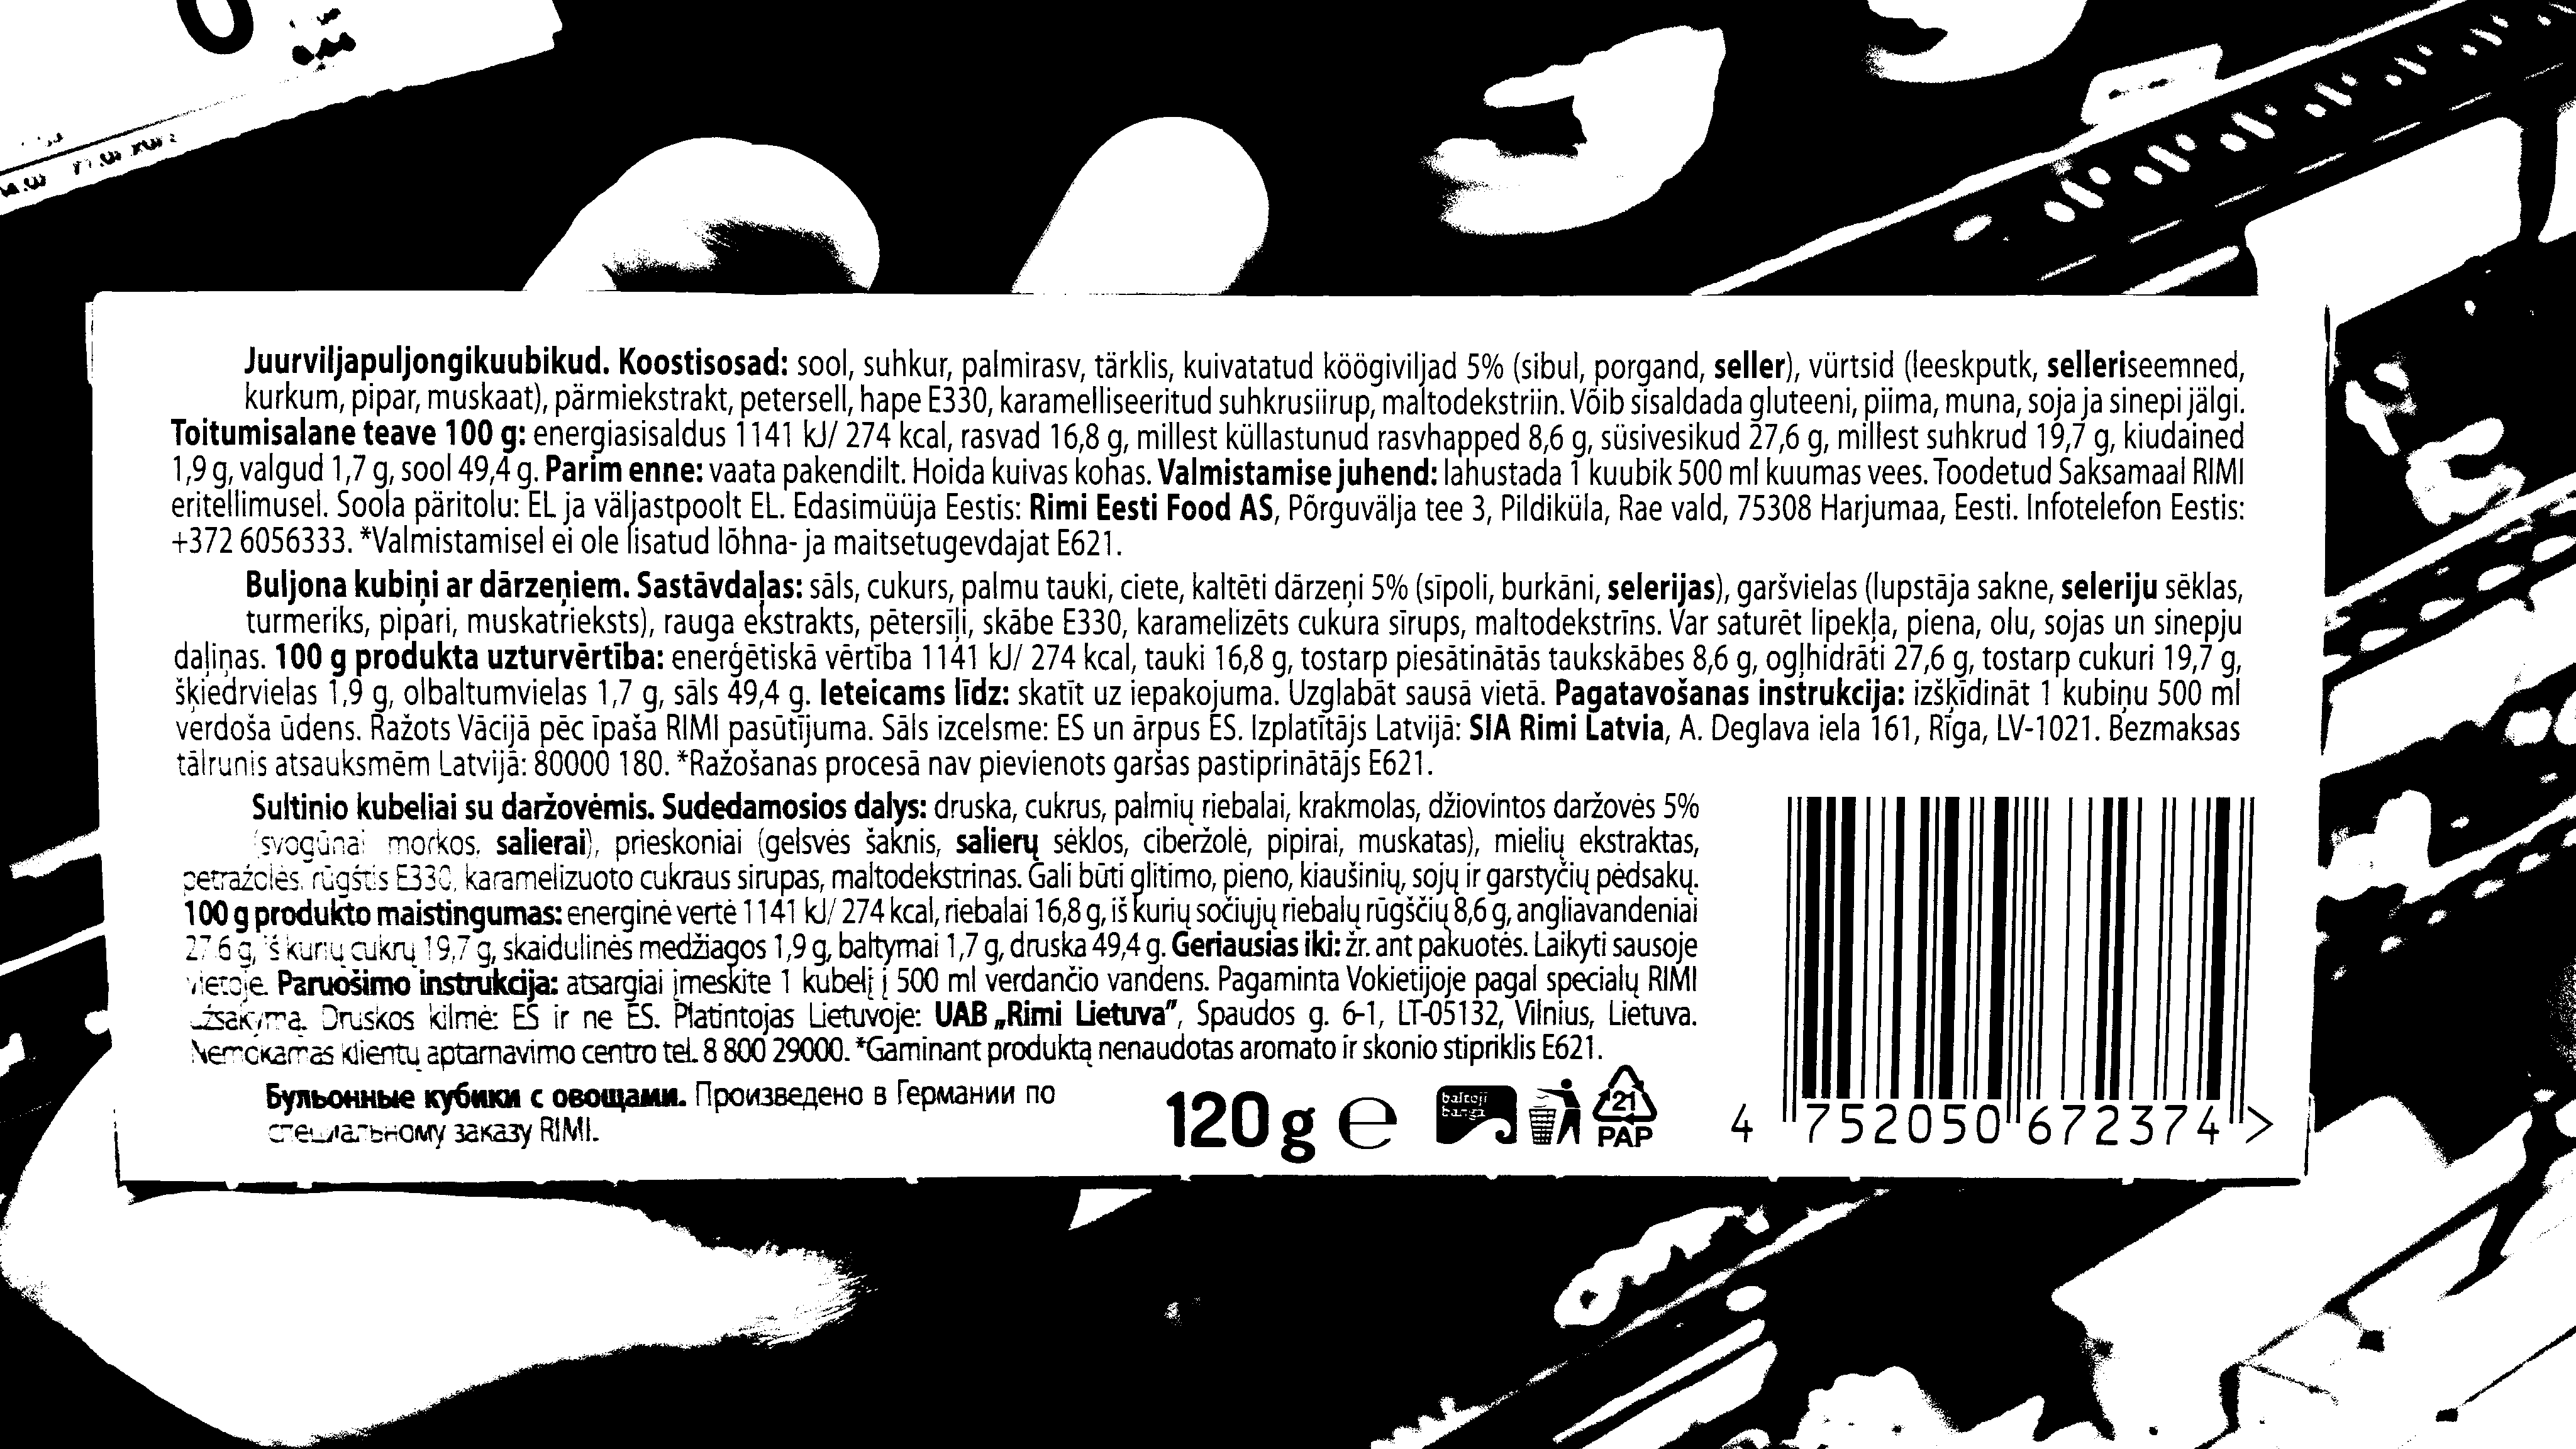 Juurviljapuljongikuubikud. Koostisosad: sool, suhkur, palmirasv, tärklis, kuivatatud köögiviljad 5% (sibul, porgand, seller), vürtsid (leeskputk, selleriseemned,
kurkum, pipar, muskaat), pärmiekstrakt, petersell, hape E330, karamelliseeritud suhkrusiirup, maltodekstriin. Võib sisaldada gluteeni, piima, muna, soja ja sinepi jälgi.
Toitumisalane teave 100 g: energiasisaldus 1141 kJ/ 274 kcal, rasvad 16,8 g, millest küllastunud rasvhapped 8,6 g, süsivesikud 27,6 g, millest suhkrud 19,7 g, kiudained
1,9 g, valgud 1,7 g, sool 49,4 g. Parim enne: vaata pakendilt. Hoida kuivas kohas. Valmistamise juhend: lahustada 1 kuubik 500 ml kuumas vees. Toodetud Saksamaal RIMI
eritellimusel. Soola päritolu: EL ja väljastpoolt EL. Edasimüüja Eestis: Rimi Eesti Food AS, Põrguvälja tee 3, Pildiküla, Rae vald, 75308 Harjumaa, Eesti. Infotelefon Eestis:
+372 6056333. *Valmistamisel ei ole lisatud lõhna- ja maitsetugevdajat E621.
Buljona kubiņi ar dārzeņiem. Sastāvdaļas: sāls, cukurs, palmu tauki, ciete, kaltēti dārzeņi 5% (sīpoli, burkāni, selerijas), garšvielas (lupstāja sakne, seleriju sēklas,
turmeriks, pipari, muskatrieksts), rauga ekstrakts, pētersīļi, skābe E330, karamelizēts cukura sīrups, maltodekstrīns. Var saturēt lipekļa, piena, olu, sojas un sinepju
daļiņas. 100 g produkta uzturvērtība: enerģētiskā vērtība 1141 kJ/ 274 kcal, tauki 16,8 g, tostarp piesātinātās taukskābes 8,6 g, ogļhidrāti 27,6 g, tostarp cukuri 19,7 g,
šķiedrvielas 1,9 g, olbaltumvielas 1,7 g, sāls 49,4 g. Ieteicams līdz: skatīt uz iepakojuma. Uzglabāt sausā vietā. Pagatavošanas instrukcija: izšķīdināt 1 kubiņu 500 ml
verdoša ūdens. Ražots Vācijā pēc īpaša RIMI pasūtījuma. Sāls izcelsme: ES un ārpus ES. Izplatītājs Latvijā: SIA Rimi Latvia, A. Deglava iela 161, Rīga, LV-1021. Bezmaksas
tālrunis atsauksmēm Latvijā: 80000 180. *Ražošanas procesā nav pievienots garšas pastiprinātājs E621.
Sultinio kubeliai su daržovėmis. Sudedamosios dalys: druska, cukrus, palmių riebalai, krakmolas, džiovintos daržovės 5%
(svogūnai morkos, salierai), prieskoniai (gelsvės šaknis, salierų sėklos, ciberžolė, pipirai, muskatas), mielių ekstraktas,
petražolės, rūgštis E330, karamelizuoto cukraus sirupas, maltodekstrinas. Gali būti glitimo, pieno, kiaušinių, sojų ir garstyčių pėdsakų.
100 g produkto maistingumas: energinė vertė 1141 kJ/ 274 kcal, riebalai 16,8 g, iš kurių sočiųjų riebalų rūgščių 8,6 g, angliavandeniai
27,6 g, iš kurių cukrų 19,7 g, skaidulinės medžiagos 1,9 g, baltymai 1,7 g, druska 49,4 g. Geriausias iki: žr. ant pakuotės. Laikyti sausoje
vietoje. Paruošimo instrukcija: atsargiai įmeskite 1 kubelį į 500 ml verdančio vandens. Pagaminta Vokietijoje pagal specialų RIMI
užsakymą. Druskos kilmė: ES ir ne ES. Platintojas Lietuvoje: UAB „Rimi Lietuva", Spaudos g. 6-1, LT-05132, Vilnius, Lietuva.
Nemokamas klientų aptarnavimo centro tel. 8 800 29000. *Gaminant produktą nenaudotas aromato ir skonio stipriklis E621.
Бульонные кубики с овощами. Произведено в Германии по
специальному заказу RIMI.
120 g e
baltoji
banga
21
PAP
4 752050 672374 >